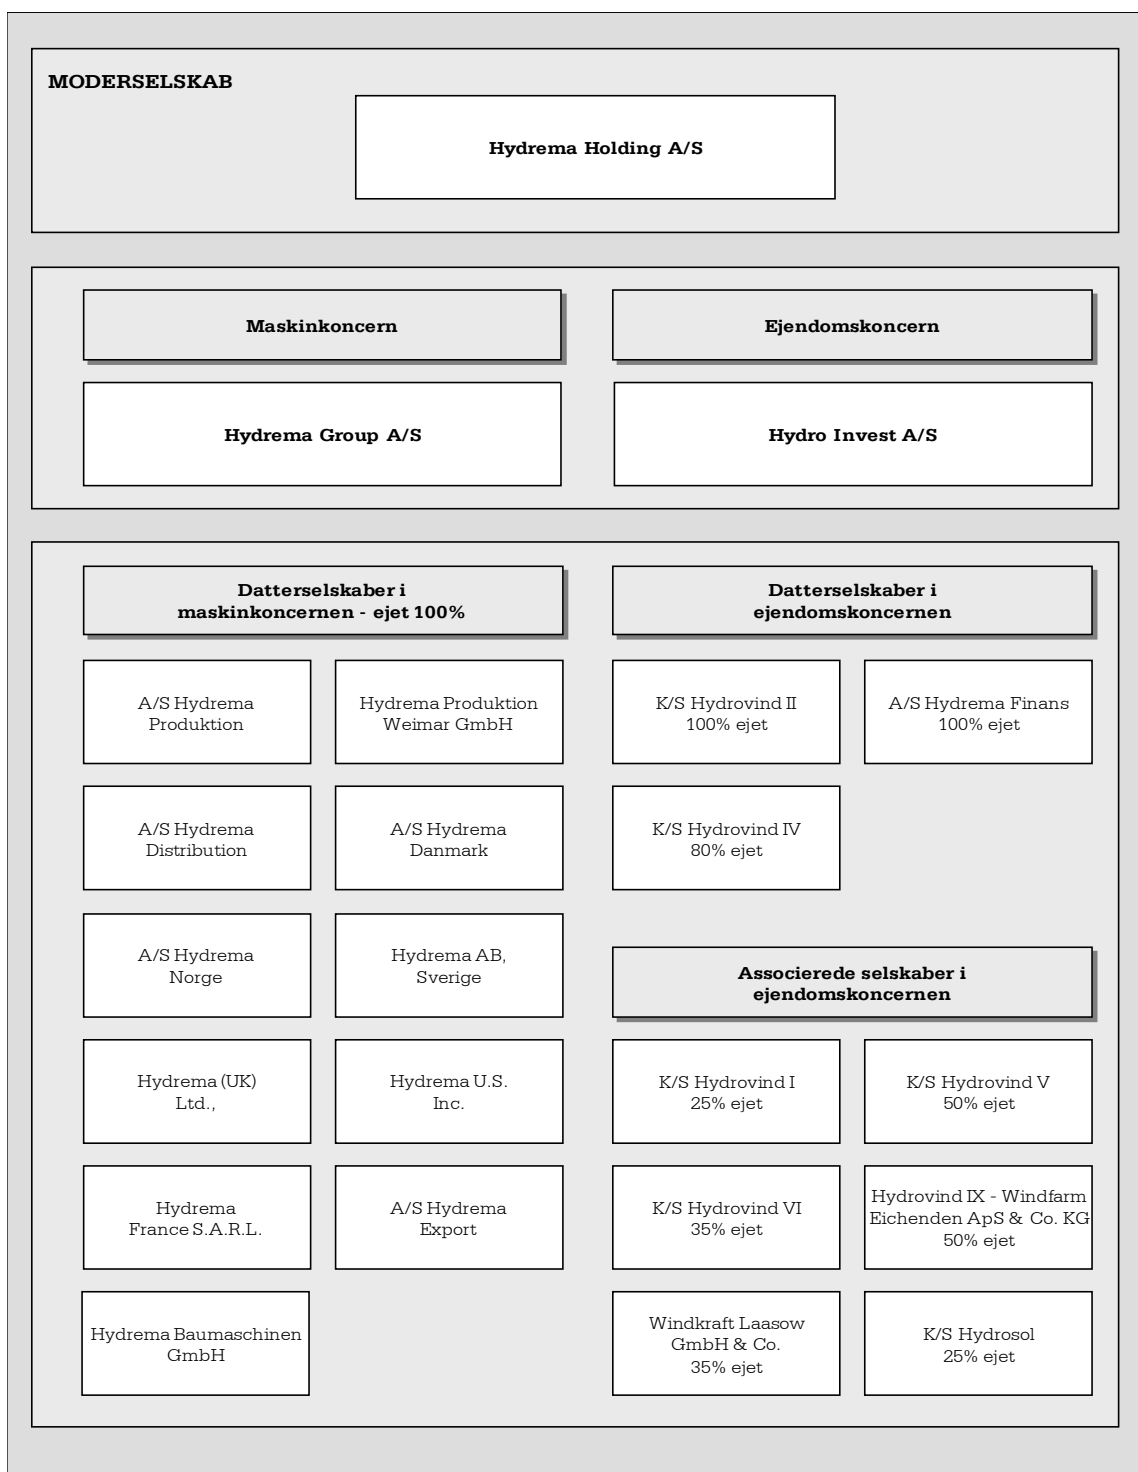 MODERSELSKAB
Hydrema Holding A/S
Maskinkoncern
Ejendomskoncern
Hydrema Group A/S
Hydro Invest A/S
Datterselskaber i
maskinkoncernen - ejet 100%
Datterselskaber i
ejendomskoncernen
A/S Hydrema
Produktion
Hydrema Produktion
Weimar GmbH
K/S Hydrovind II
100% ejet
A/S Hydrema Finans
100% ejet
A/S Hydrema
Distribution
A/S Hydrema
Danmark
K/S Hydrovind IV
80% ejet
A/S Hydrema
Norge
Hydrema AB,
Sverige
Associerede selskaber i
ejendomskoncernen
Hydrema (UK)
Ltd.,
Hydrema U.S.
Inc.
K/S Hydrovind I
25% ejet
K/S Hydrovind V
50% ejet
Hydrema
France S.A.R.L.
A/S Hydrema
Export
K/S Hydrovind VI
35% ejet
Hydrovind IX - Windfarm
Eichenden ApS & Co. KG
50% ejet
Hydrema Baumaschinen
GmbH
Windkraft Laasow
GmbH & Co.
35% ejet
K/S Hydrosol
25% ejet